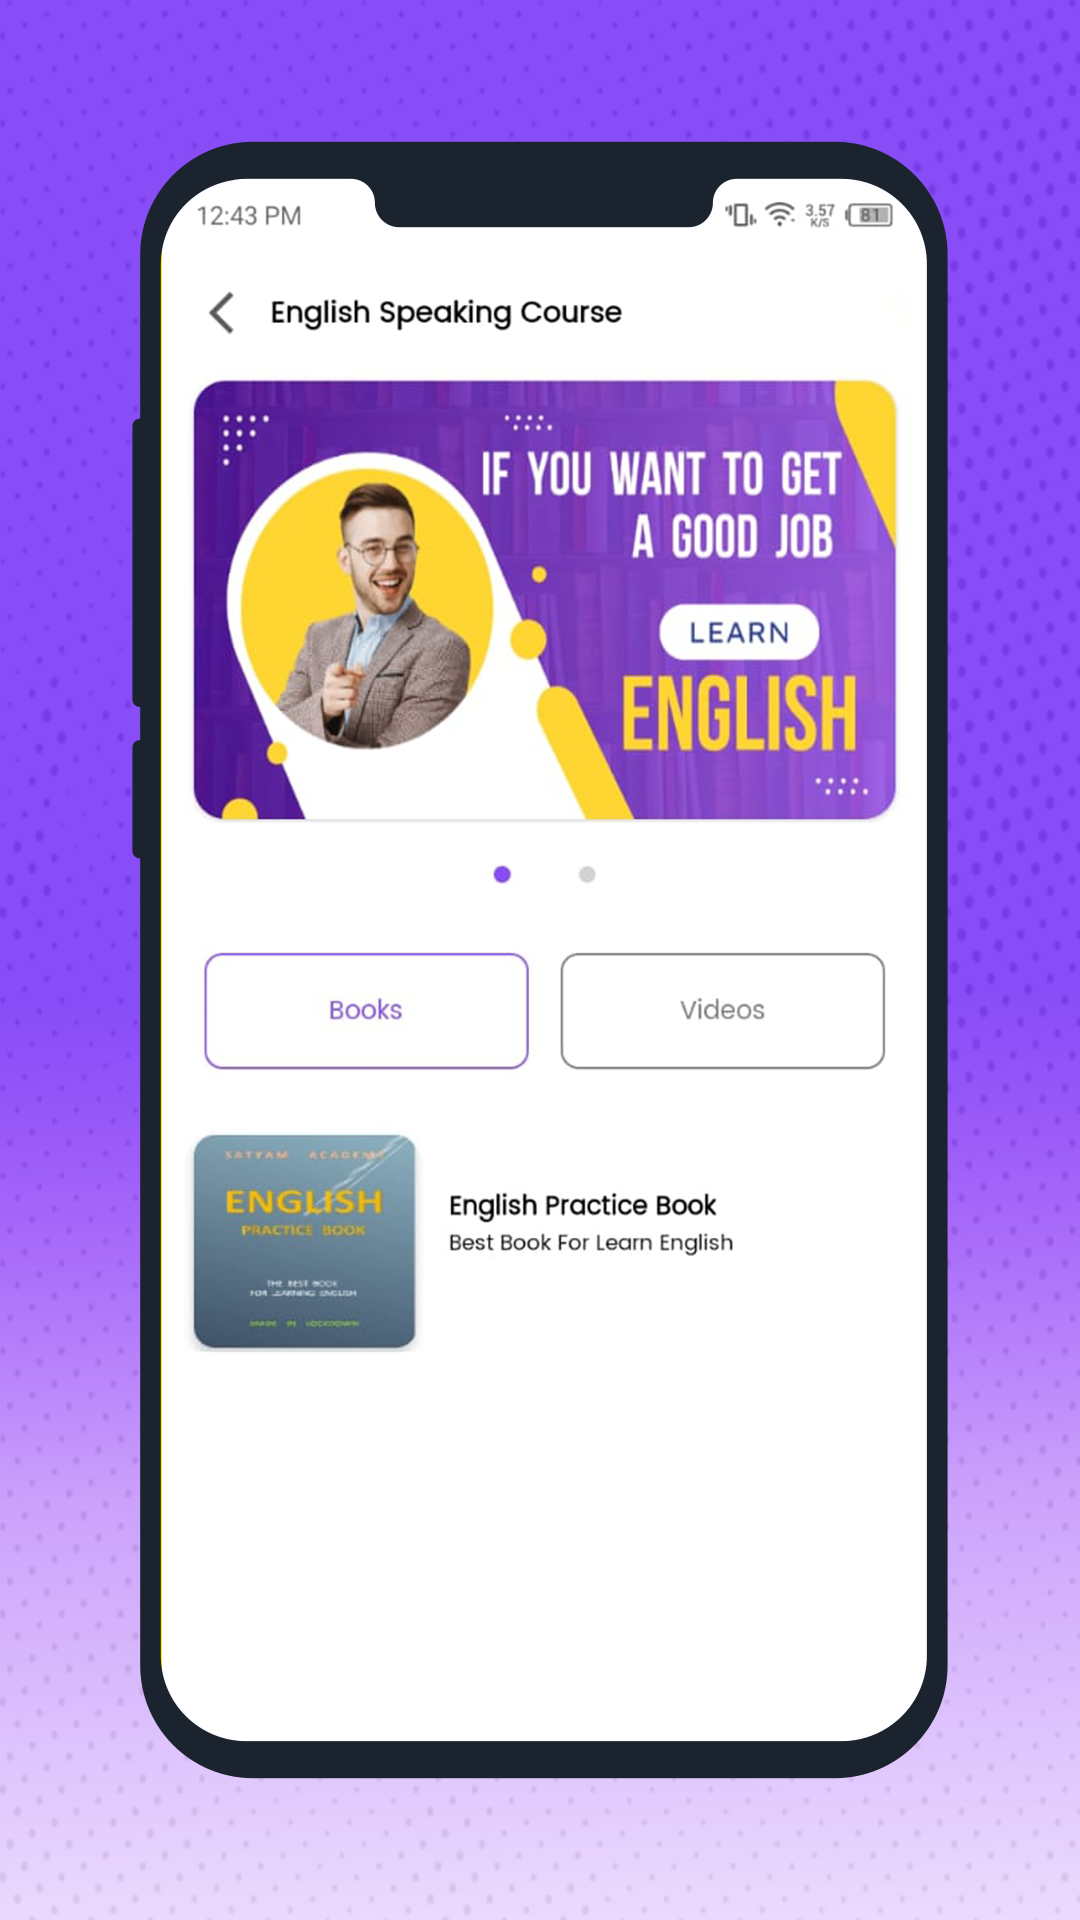 12:43 PM
3.57
K/S
81
English Speaking Course
IF YOU WANT TO GET
A GOOD JOB
LEARN
ENGLISH
Books
Videos
SATYAM ACADEMY
ENGLISH
PRACTICE BOOK
THE BEST BOOK
FOR LEARNING ENGLISH
MADE IN LOCKDOWN
English Practice Book
Best Book For Learn English